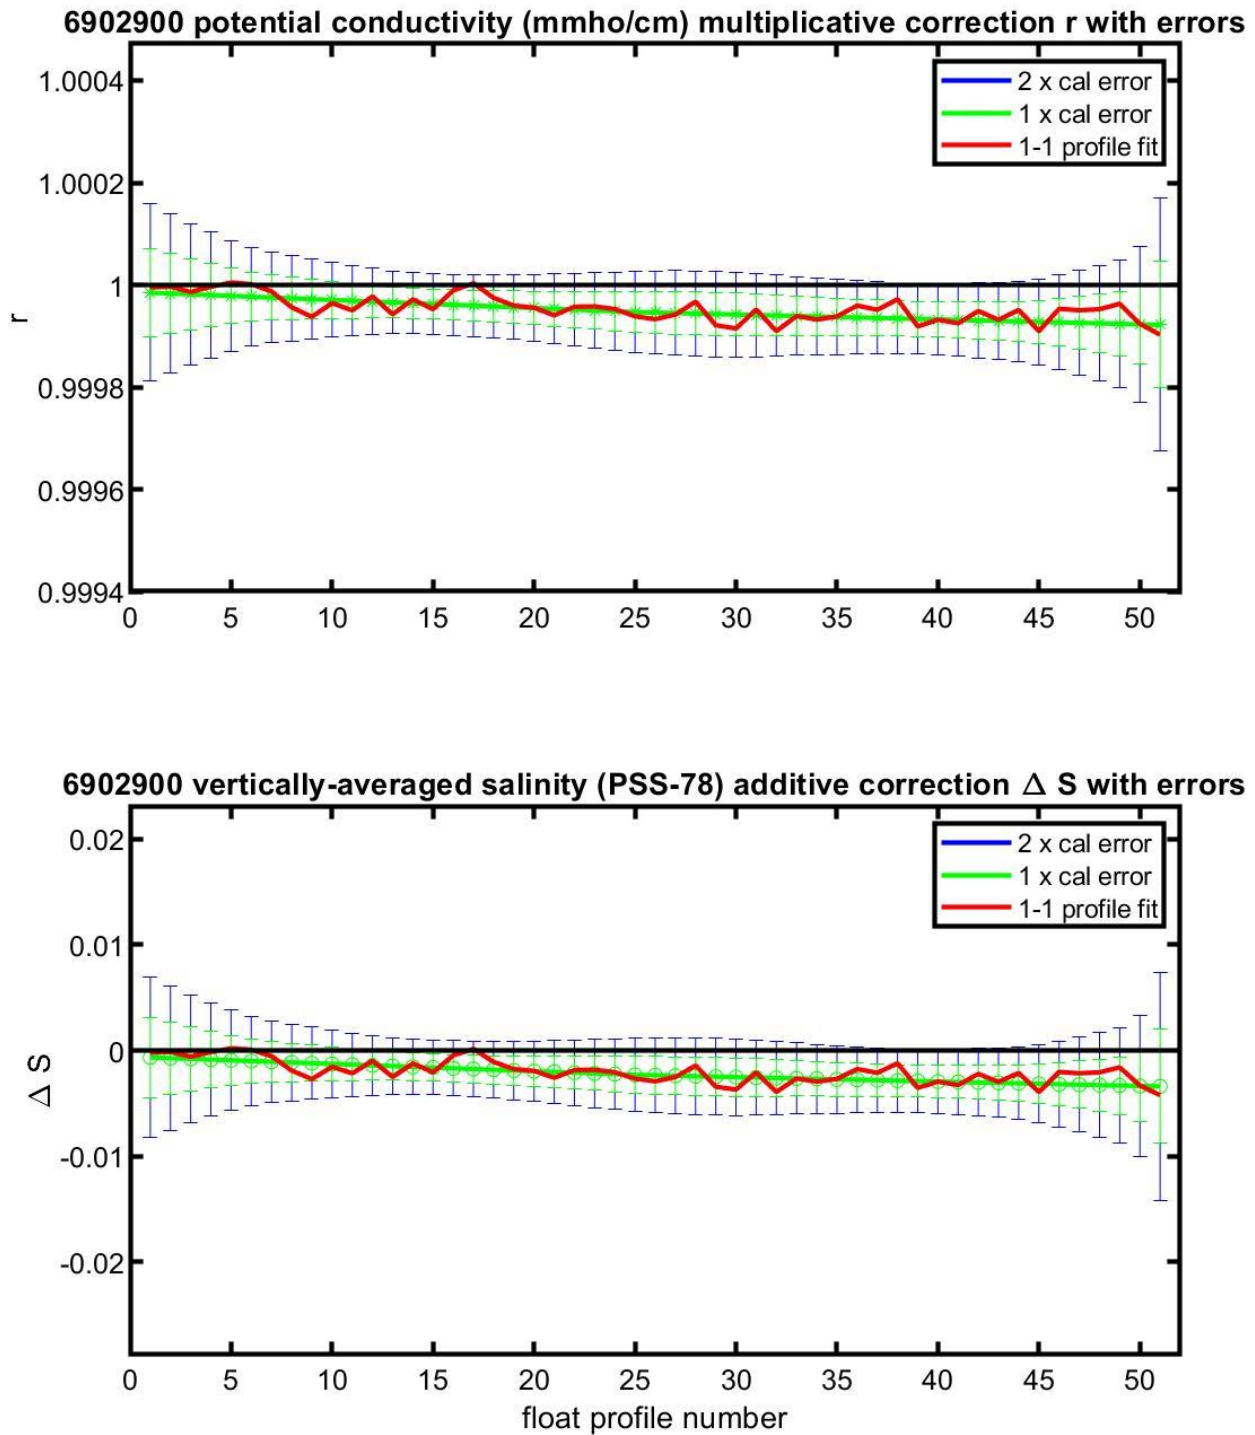 6902900 potential conductivity (mmho/cm) multiplicative correction r with errors
1.0004
1.0002
1
0.9998
0.9996
0.9994
r
2 x cal error
1 x cal error
1-1 profile fit
0 5 10 15 20 25 30 35 40 45 50
6902900 vertically-averaged salinity (PSS-78) additive correction Δ S with errors
0.02
0.01
0
-0.01
-0.02
Δ S
2 x cal error
1 x cal error
1-1 profile fit
0 5 10 15 20 25 30 35 40 45 50
float profile number